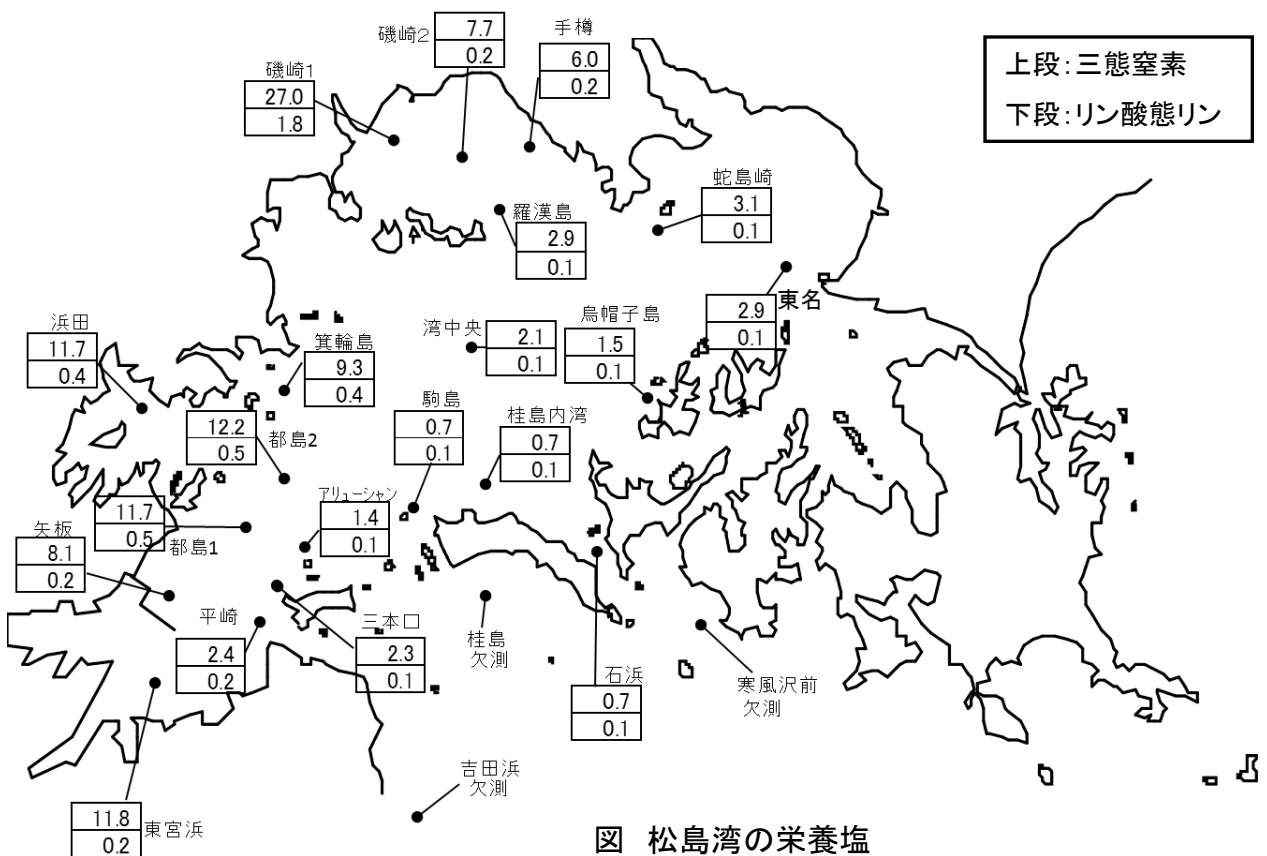 磯崎2
7.7
0.2
手樽
6.0
0.2
上段:三態窒素
下段:リン酸態リン
磯崎1
27.0
1.8
蛇島崎
3.1
0.1
羅漢島
2.9
0.1
東名
2.9
0.1
浜田
11.7
0.4
箕輪島
9.3
0.4
湾中央
2.1
0.1
烏帽子島
1.5
0.1
都島2
12.2
0.5
駒島
0.7
0.1
桂島内湾
0.7
0.1
アリューシャン
1.4
0.1
都島1
11.7
0.5
矢板
8.1
0.2
平崎
2.4
0.2
三本口
2.3
0.1
桂島
欠測
石浜
0.7
0.1
寒風沢前
欠測
吉田浜
欠測
東宮浜
11.8
0.2
図 松島湾の栄養塩